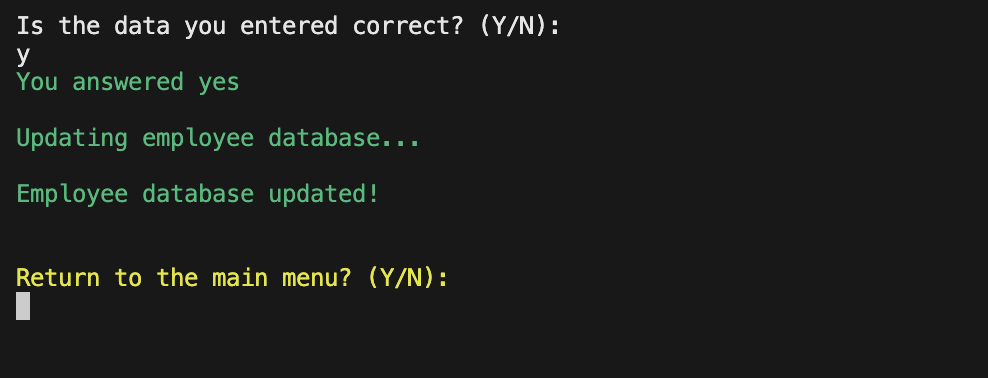 Is the data you entered correct? (Y/N):
y
You answered yes
Updating employee database...
Employee database updated!
Return to the main menu? (Y/N):